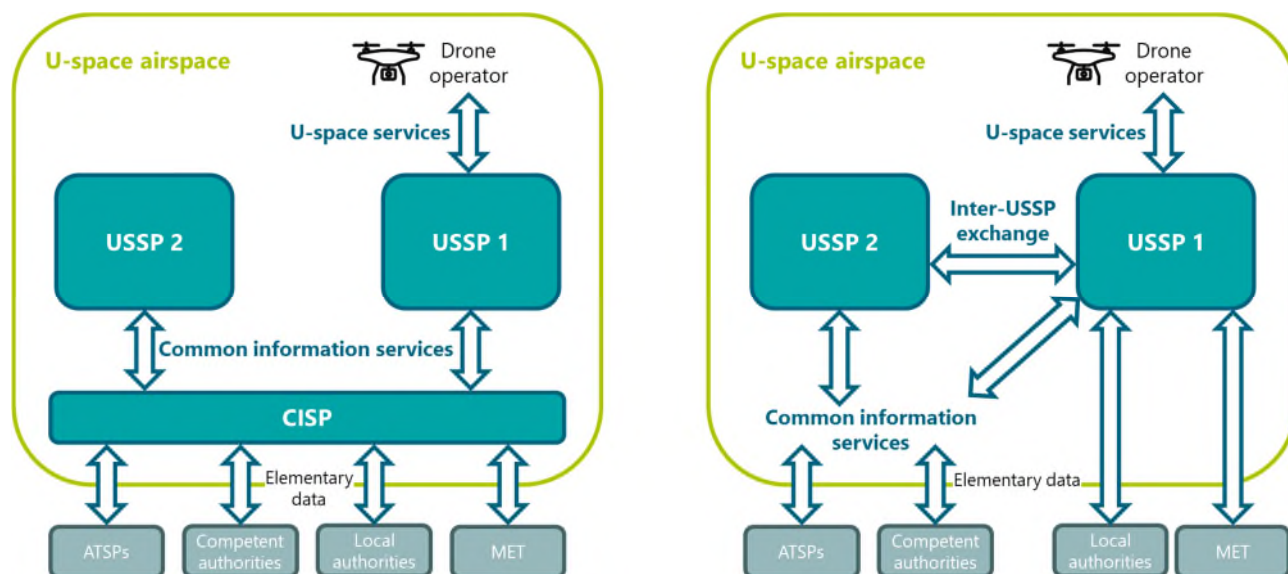 U-space airspace
Drone
operator
U-space services
USSP 2
USSP 1
Common information services
CISP
Elementary
data
ATSPs
Competent
authorities
Local
authorities
MET
U-space airspace
Drone
operator
U-space services
USSP 2
Inter-USSP
exchange
USSP 1
Common information
services
Elementary data
ATSPs
Competent
authorities
Local
authorities
MET